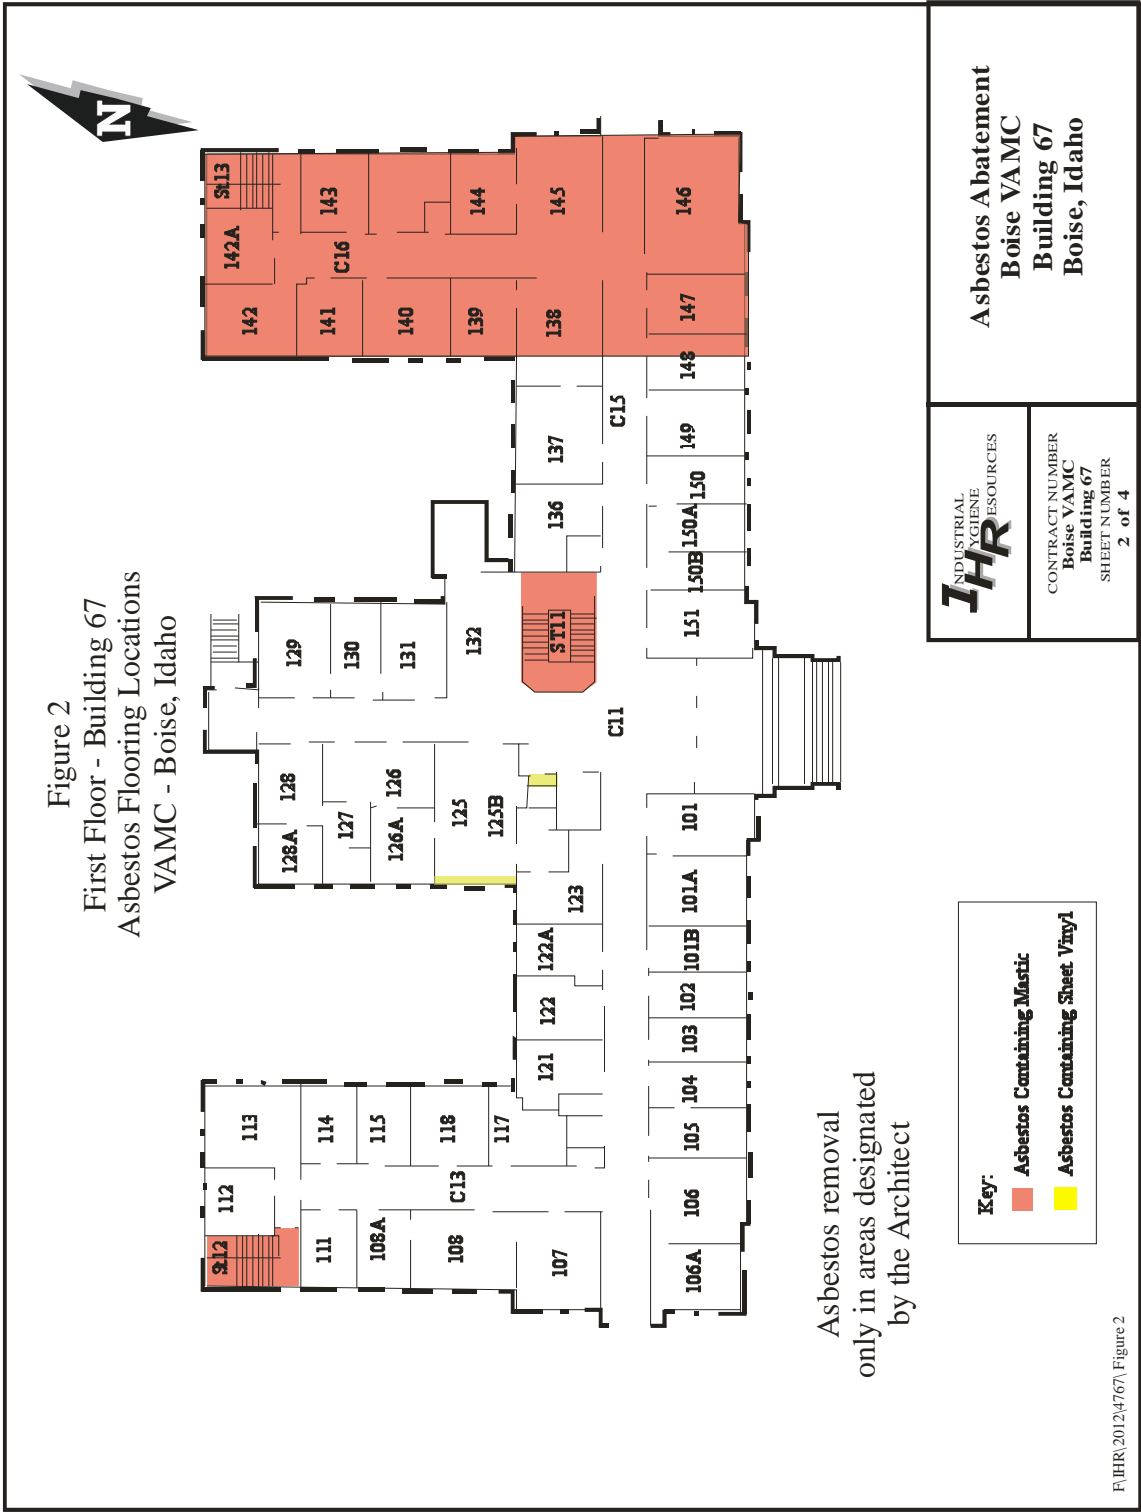 Figure 2
First Floor - Building 67
Asbestos Flooring Locations
VAMC - Boise, Idaho
N
St13
142A
142
143
C16
141
140
144
139
145
138
146
147
148
C15
137
149
136
150
150A
150B
151
ST11
132
129
130
131
C11
128
128A
127
126
126A
125
125B
123
122A
122
121
101
101A
101B
102
103
104
105
106
106A
113
112
St12
114
115
118
117
C13
111
108A
108
107
Asbestos removal
only in areas designated
by the Architect
Key:
Asbestos Containing Mastic
Asbestos Containing Sheet Vinyl
INDUSTRIAL
HYGIENE
RESOURCES
CONTRACT NUMBER
Boise VAMC
Building 67
SHEET NUMBER
2 of 4
Asbestos Abatement
Boise VAMC
Building 67
Boise, Idaho
F\IHR\2012\4767\ Figure 2